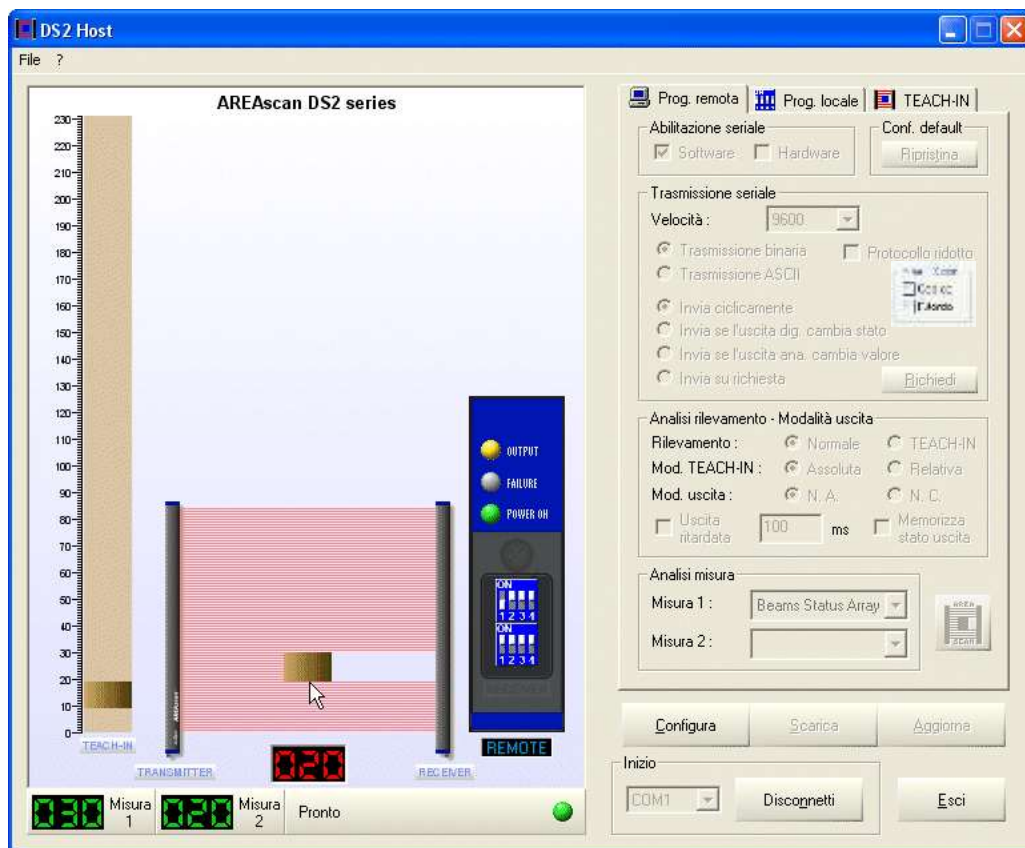 DS2 Host
File ?
AREAscan DS2 series
230
220
210
200
190
180
170
160
150
140
130
120
110
100
90
80
70
60
50
40
30
20
10
0
TEACH-IN
TRANSMITTER
AREAscan
020
RECEIVER
OUTPUT
FAILURE
POWER ON
ON
1 2 3 4
ON
1 2 3 4
RECEIVER
REMOTE
030 Misura 1
020 Misura 2
Pronto
Prog. remota
Prog. locale
TEACH-IN
Abilitazione seriale
Software
Hardware
Conf. default
Ripristina
Trasmissione seriale
Velocità :
9600
Trasmissione binaria
Protocollo ridotto
Trasmissione ASCII
Invia ciclicamente
Invia se l'uscita dig. cambia stato
Invia se l'uscita ana. cambia valore
Invia su richiesta
Richiedi
Analisi rilevamento - Modalità uscita
Rilevamento :
Normale
TEACH-IN
Mod. TEACH-IN :
Assoluta
Relativa
Mod. uscita :
N. A.
N. C.
Uscita ritardata
100
ms
Memorizza stato uscita
Analisi misura
Misura 1 :
Beams Status Array
Misura 2 :
AREA
SCAN
Configura
Scarica
Aggiorna
Inizio
COM1
Disconnetti
Esci